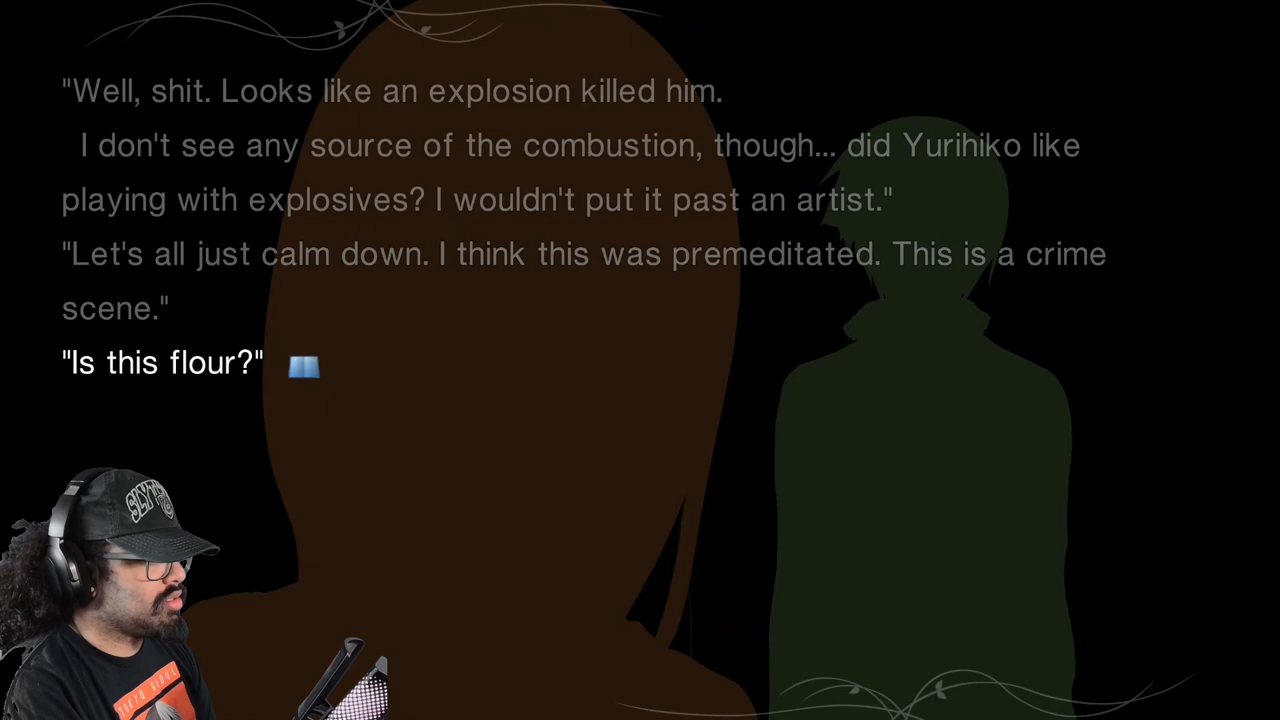 "Well, shit. Looks like an explosion killed him.
I don't see any source of the combustion, though... did Yurihiko like
playing with explosives? I wouldn't put it past an artist."
"Let's all just calm down. I think this was premeditated. This is a crime
scene."
"Is this flour?"